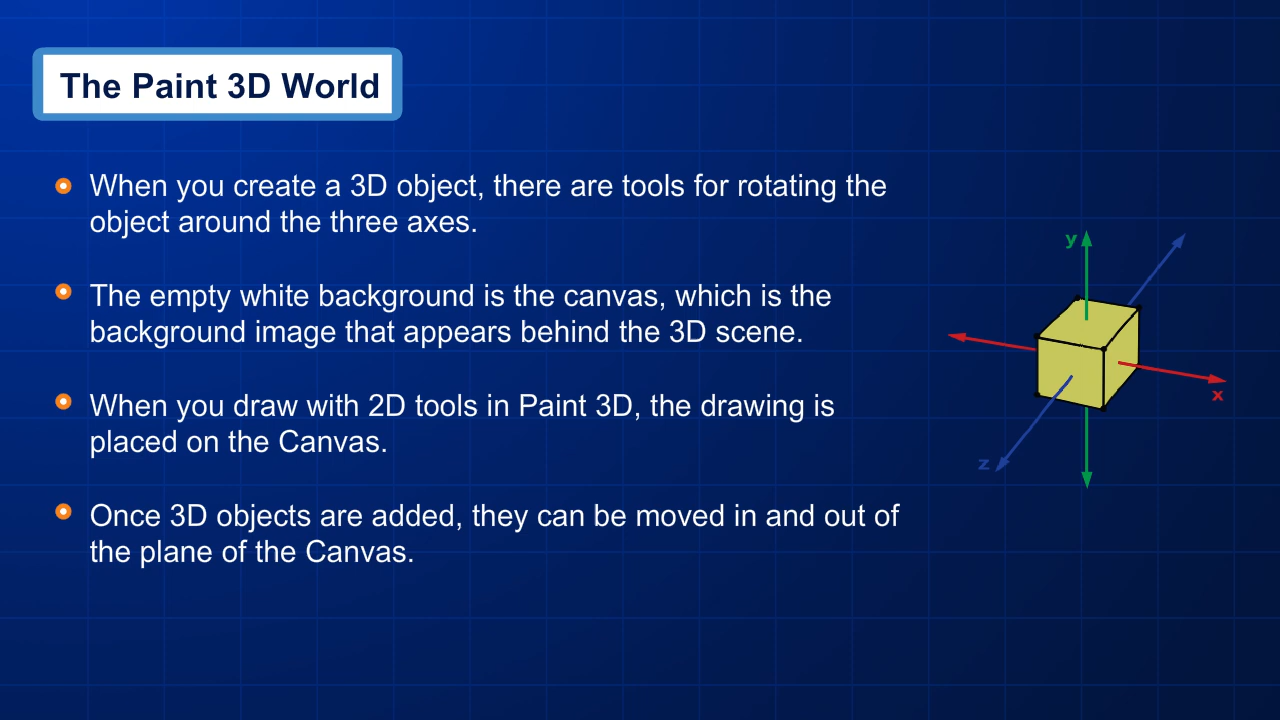 The Paint 3D World
When you create a 3D object, there are tools for rotating the
object around the three axes.
The empty white background is the canvas, which is the
background image that appears behind the 3D scene.
When you draw with 2D tools in Paint 3D, the drawing is
placed on the Canvas.
Once 3D objects are added, they can be moved in and out of
the plane of the Canvas.
y
x
z